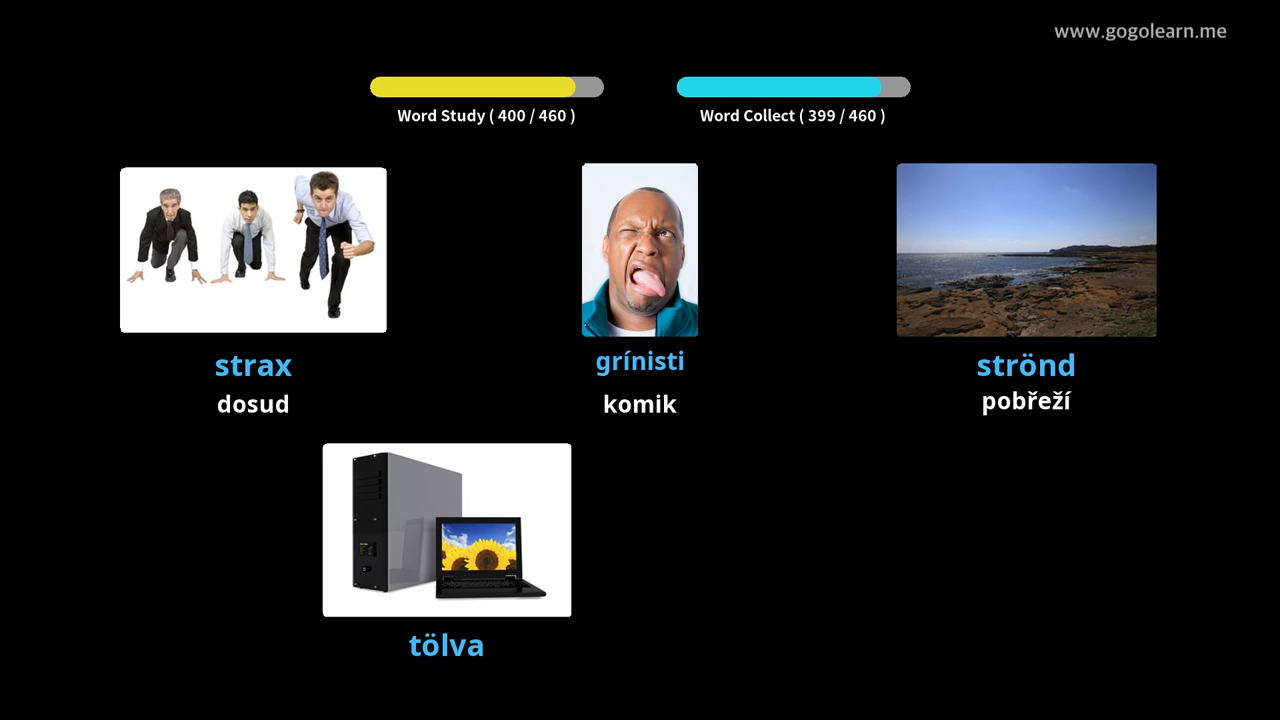 www.gogolearn.me
Word Study ( 400 / 460 )
Word Collect ( 399 / 460 )
strax
grínisti
strönd
dosud
komik
pobřeží
tölva